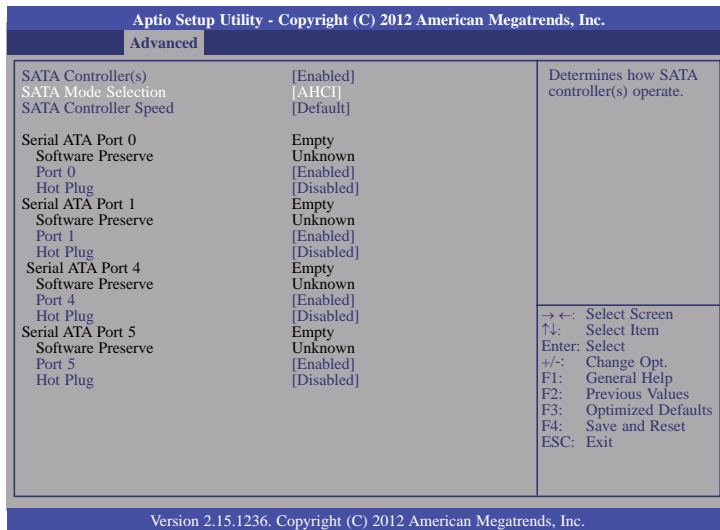 Aptio Setup Utility - Copyright (C) 2012 American Megatrends, Inc.
Advanced
SATA Controller(s) [Enabled]
SATA Mode Selection [AHCI]
SATA Controller Speed [Default]
Serial ATA Port 0 Empty
Software Preserve Unknown
Port 0 [Enabled]
Hot Plug [Disabled]
Serial ATA Port 1 Empty
Software Preserve Unknown
Port 1 [Enabled]
Hot Plug [Disabled]
Serial ATA Port 4 Empty
Software Preserve Unknown
Port 4 [Enabled]
Hot Plug [Disabled]
Serial ATA Port 5 Empty
Software Preserve Unknown
Port 5 [Enabled]
Hot Plug [Disabled]
Determines how SATA
controller(s) operate.
→ ←: Select Screen
↑↓: Select Item
Enter: Select
+/-: Change Opt.
F1: General Help
F2: Previous Values
F3: Optimized Defaults
F4: Save and Reset
ESC: Exit
Version 2.15.1236. Copyright (C) 2012 American Megatrends, Inc.